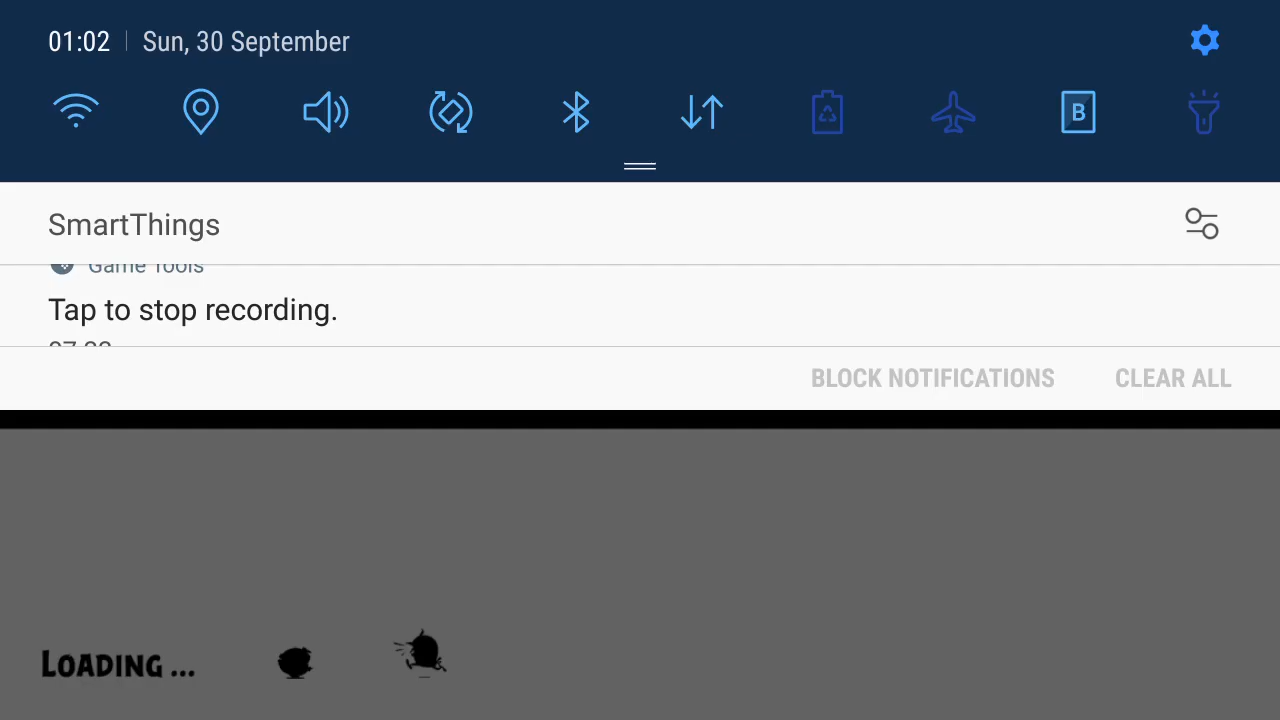 01:02 | Sun, 30 September
B
SmartThings
Game Tools
Tap to stop recording.
BLOCK NOTIFICATIONS CLEAR ALL
LOADING ...